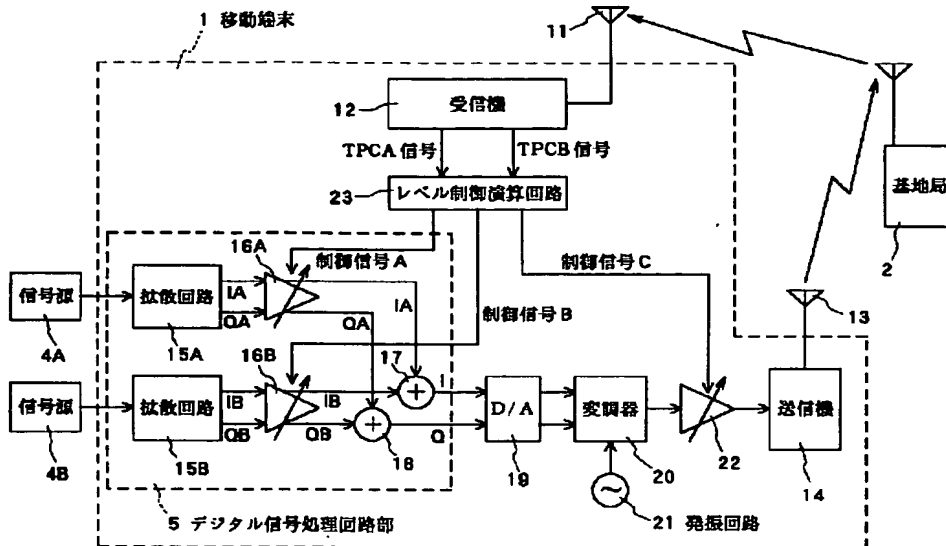 1 移動端末
11
12
受信機
TPCA 信号
TPCB 信号
23
レベル制御演算回路
基地局
2
16A
制御信号A
制御信号C
制御信号B
信号源
4A
拡散回路
15A
IA
QA
IA
QA
13
信号源
4B
拡散回路
15B
IB
QB
16B
IB
QB
17
+
I
+
18
Q
D/A
19
変調器
20
22
送信機
14
~
21 発振回路
5 デジタル信号処理回路部